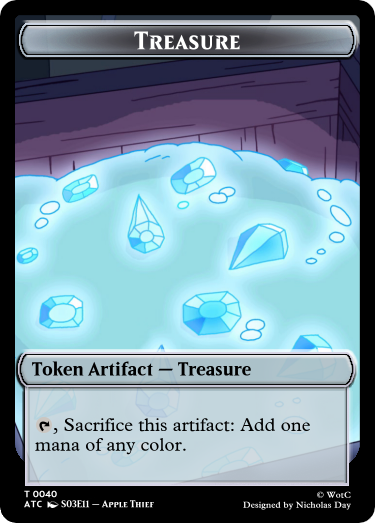 Treasure
Token Artifact — Treasure
, Sacrifice this artifact: Add one
mana of any color.
T 0040
ATC S03E11 – Apple Thief
© WotC
Designed by Nicholas Day